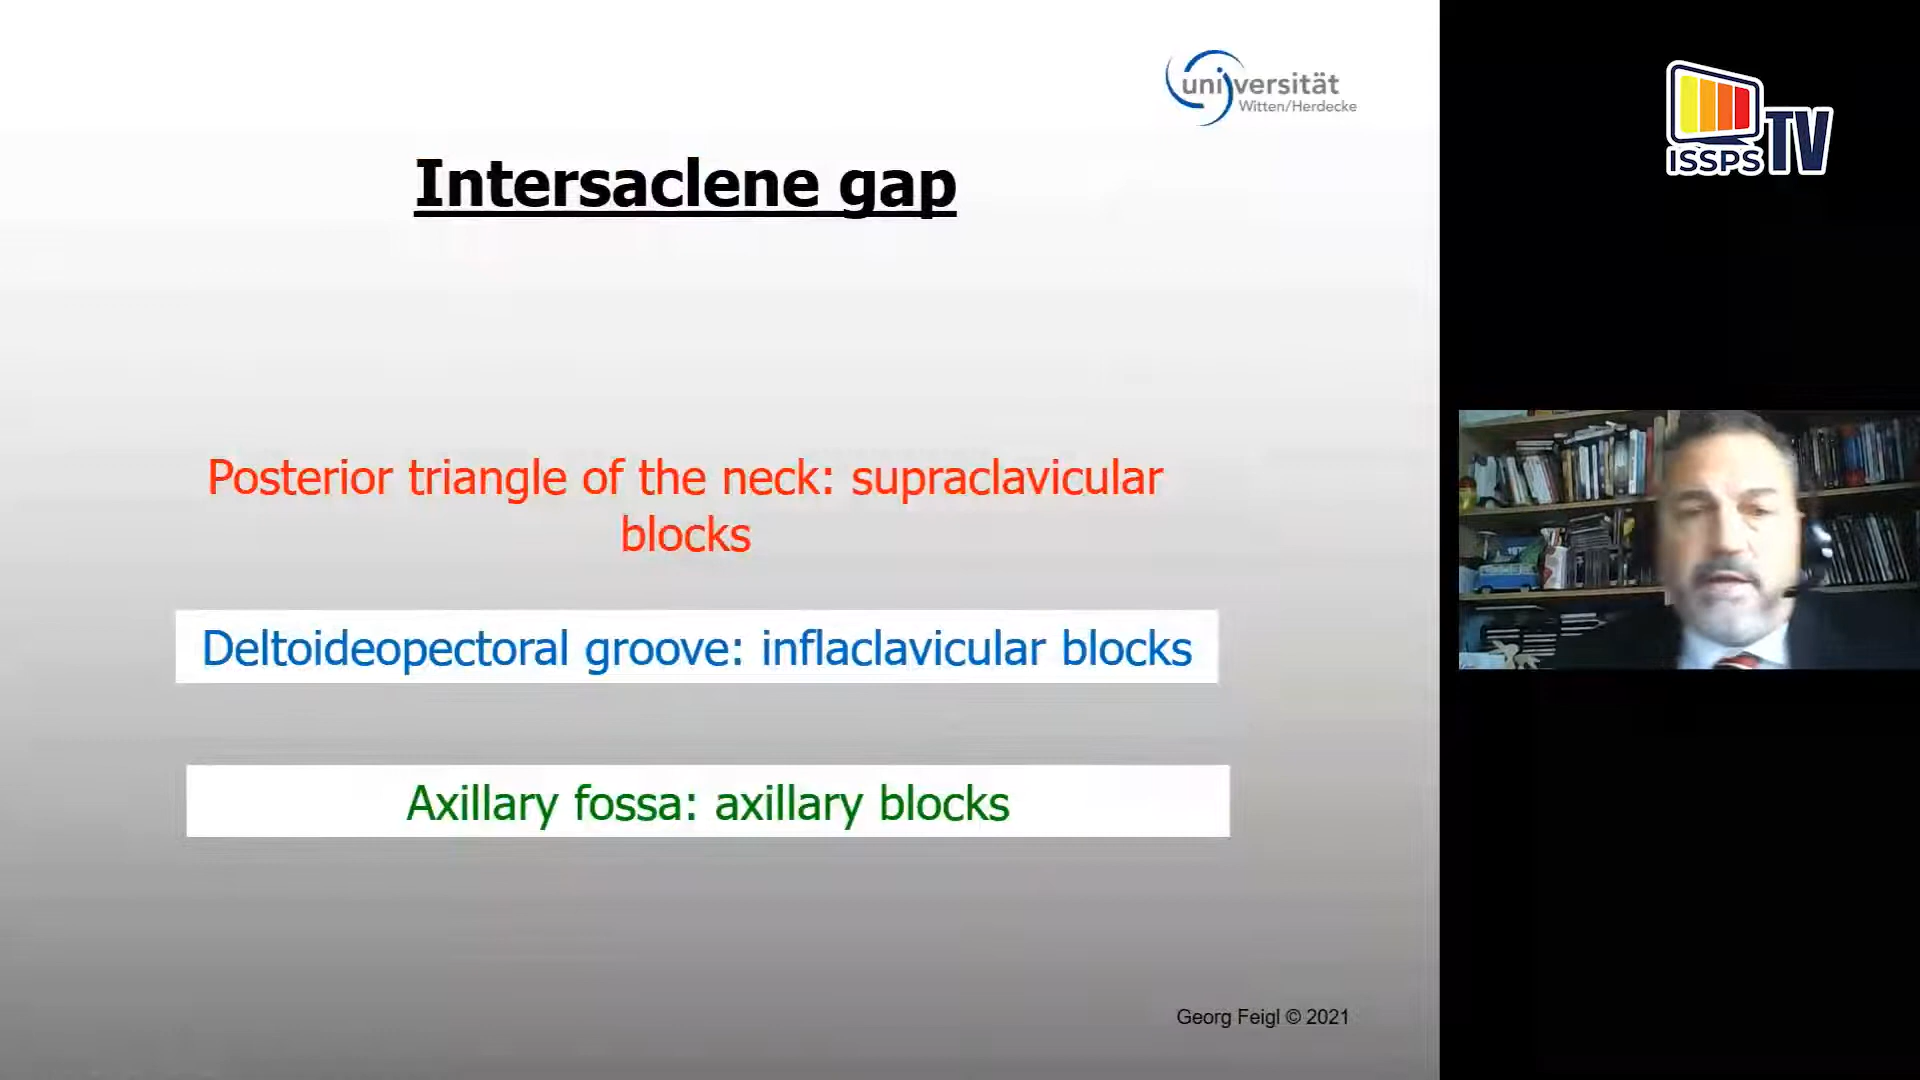 universität
Witten/Herdecke
ISSPS TV
Intersaclene gap
Posterior triangle of the neck: supraclavicular
blocks
Deltoideopectoral groove: inflaclavicular blocks
Axillary fossa: axillary blocks
Georg Feigl © 2021